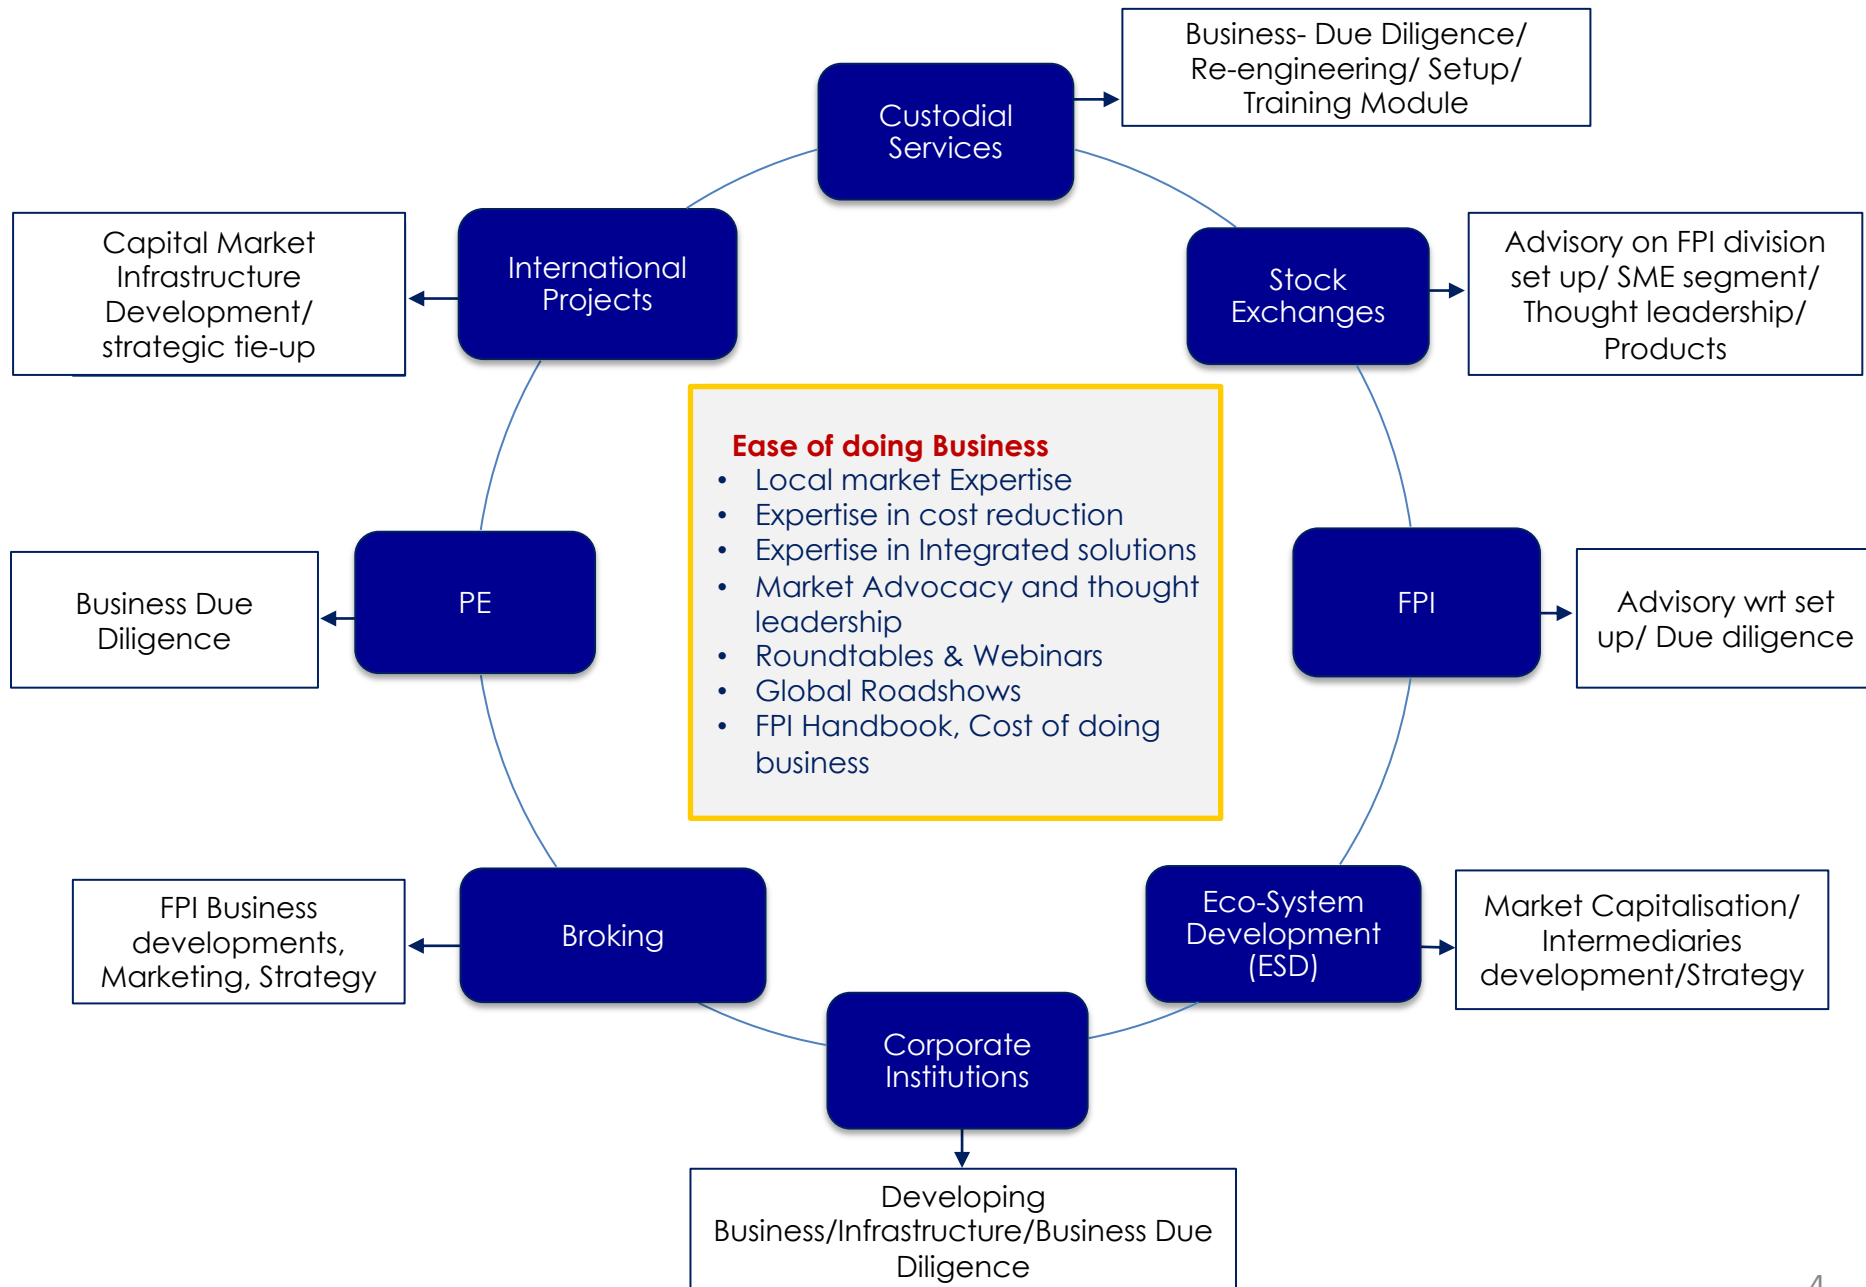 Business- Due Diligence/
Re-engineering/ Setup/
Training Module
Custodial
Services
Capital Market
Infrastructure
Development/
strategic tie-up
International
Projects
Stock
Exchanges
Advisory on FPI division
set up/ SME segment/
Thought leadership/
Products
Ease of doing Business
• Local market Expertise
• Expertise in cost reduction
• Expertise in Integrated solutions
• Market Advocacy and thought
leadership
• Roundtables & Webinars
• Global Roadshows
• FPI Handbook, Cost of doing
business
Business Due
Diligence
PE
FPI
Advisory wrt set
up/ Due diligence
FPI Business
developments,
Marketing, Strategy
Broking
Eco-System
Development
(ESD)
Market Capitalisation/
Intermediaries
development/Strategy
Corporate
Institutions
Developing
Business/Infrastructure/Business Due
Diligence
4